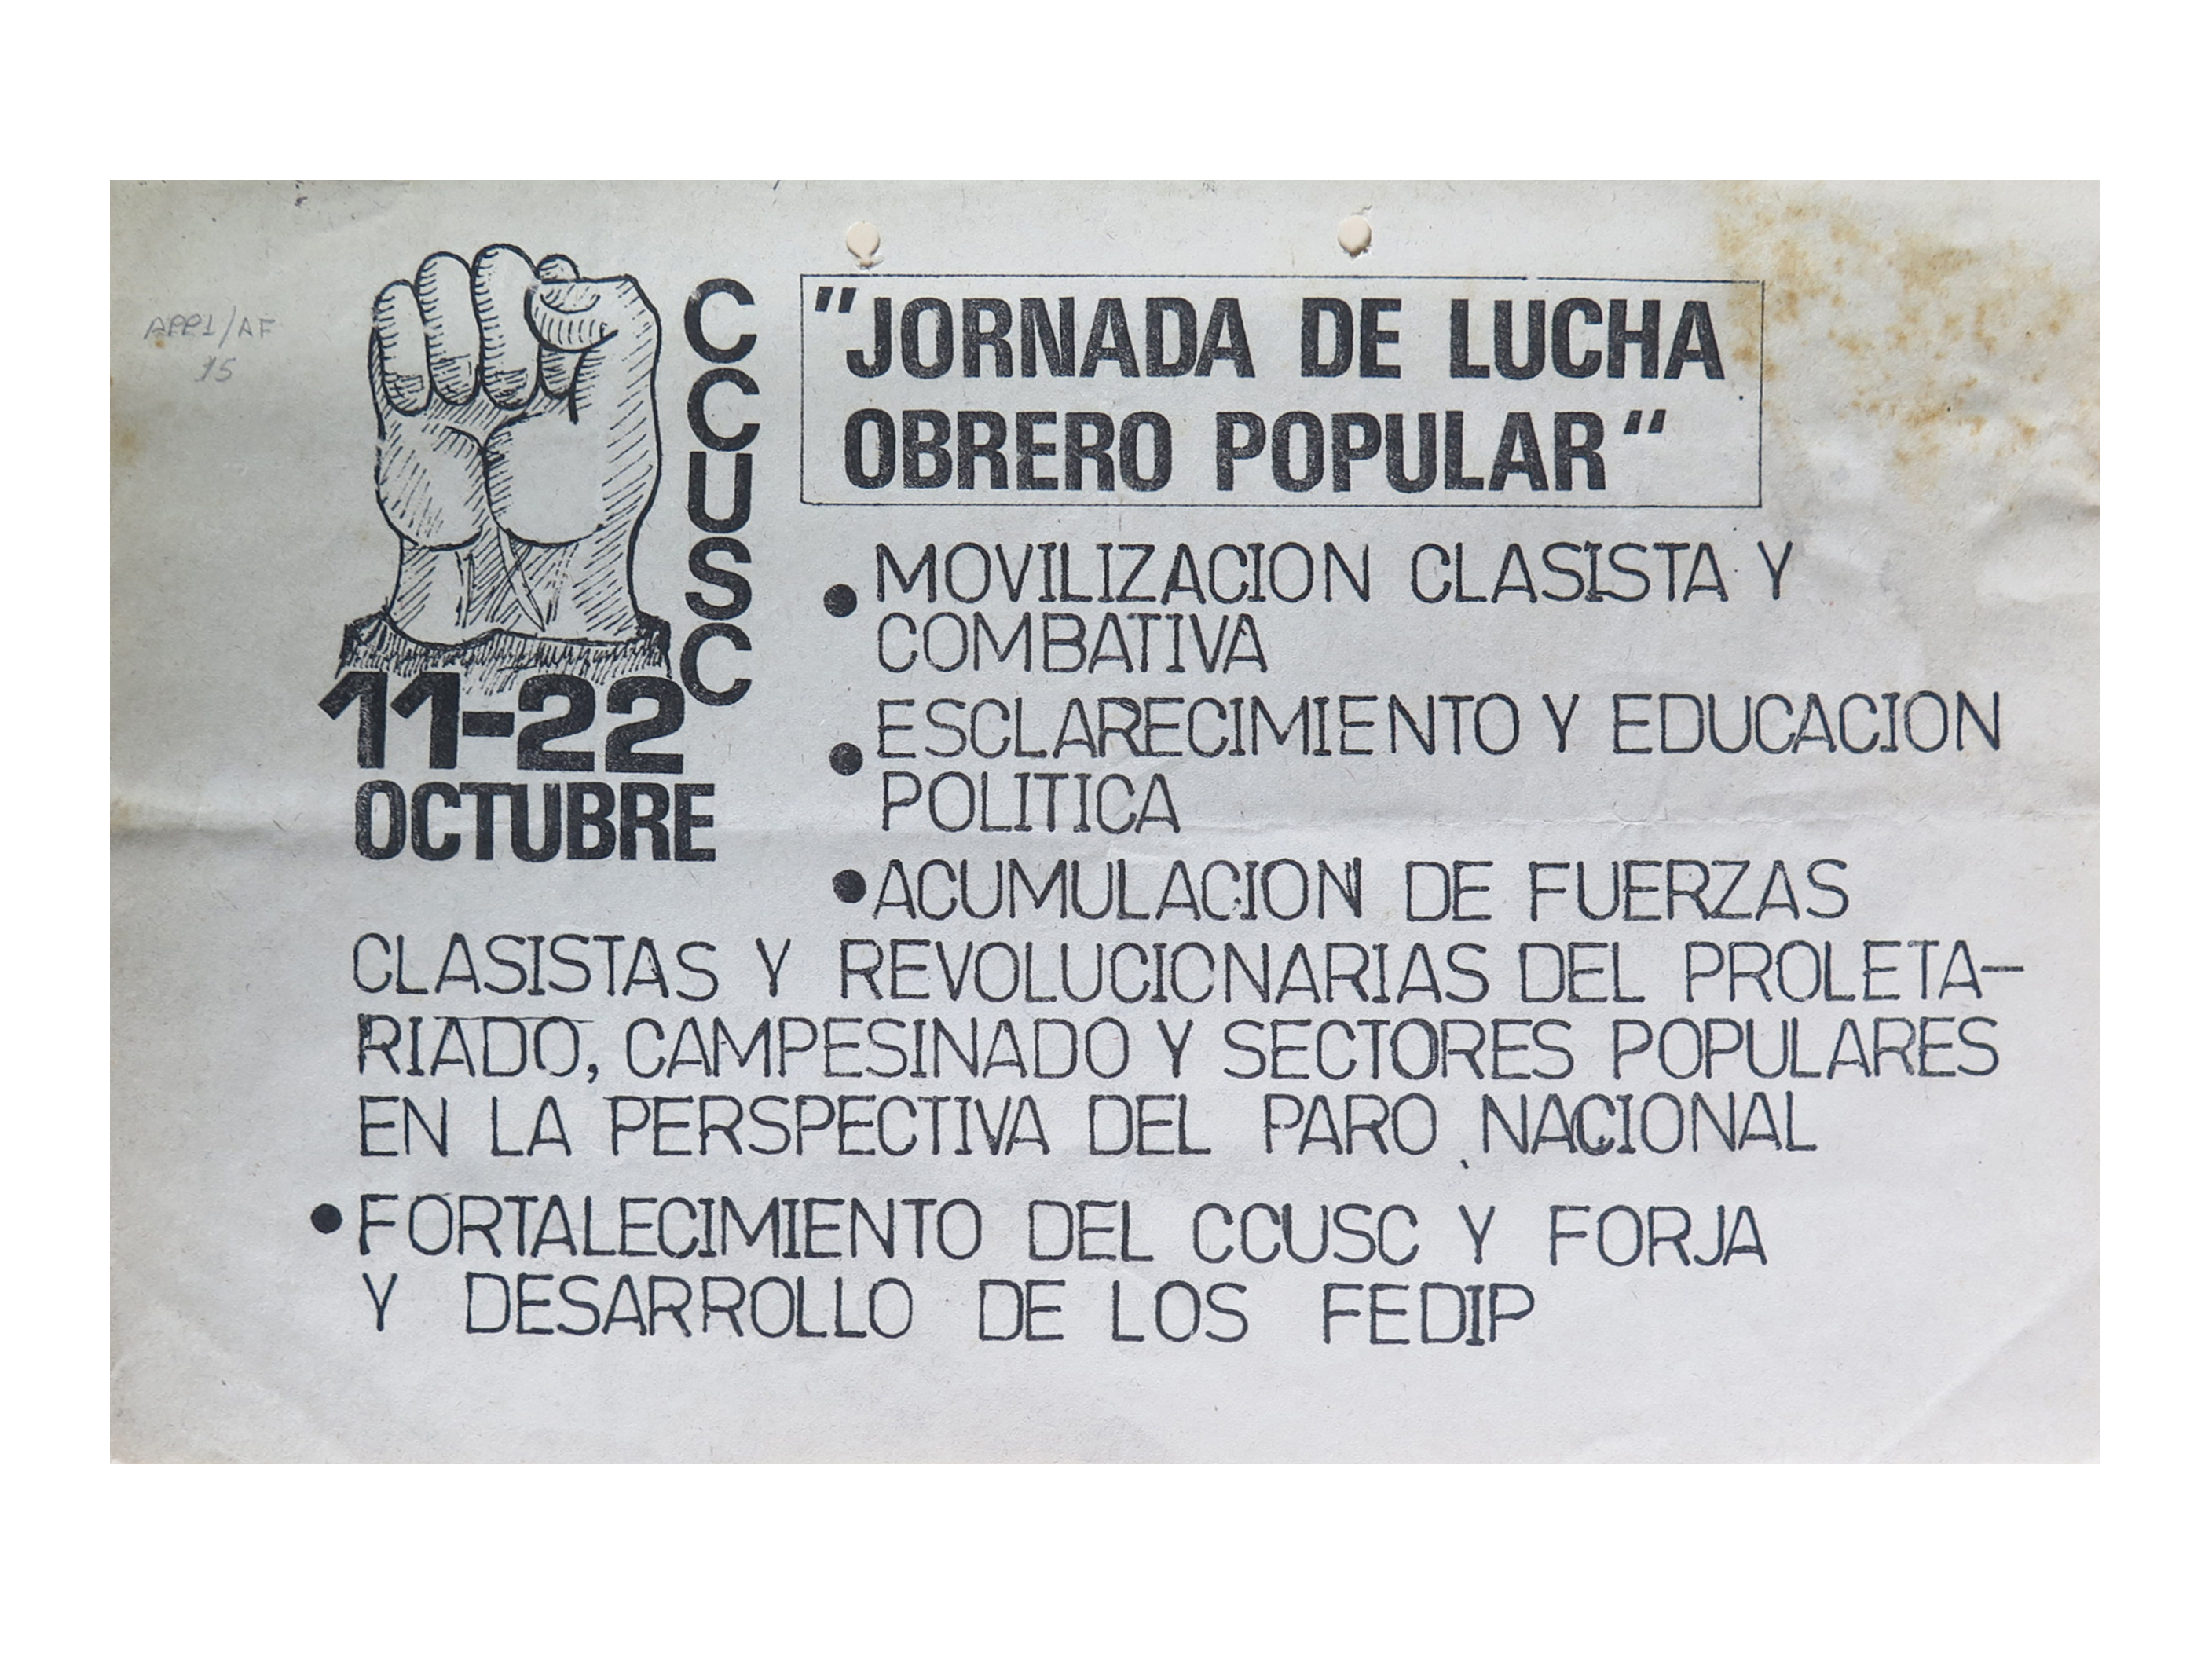 APP1/AF
15
CCUSC
11-22
OCTUBRE
"JORNADA DE LUCHA
OBRERO POPULAR"
• MOVILIZACION CLASISTA Y
COMBATIVA
• ESCLARECIMIENTO Y EDUCACION
POLITICA
• ACUMULACION DE FUERZAS
CLASISTAS Y REVOLUCIONARIAS DEL PROLETA-
RIADO, CAMPESINADO Y SECTORES POPULARES
EN LA PERSPECTIVA DEL PARO NACIONAL
• FORTALECIMIENTO DEL CCUSC Y FORJA
Y DESARROLLO DE LOS FEDIP